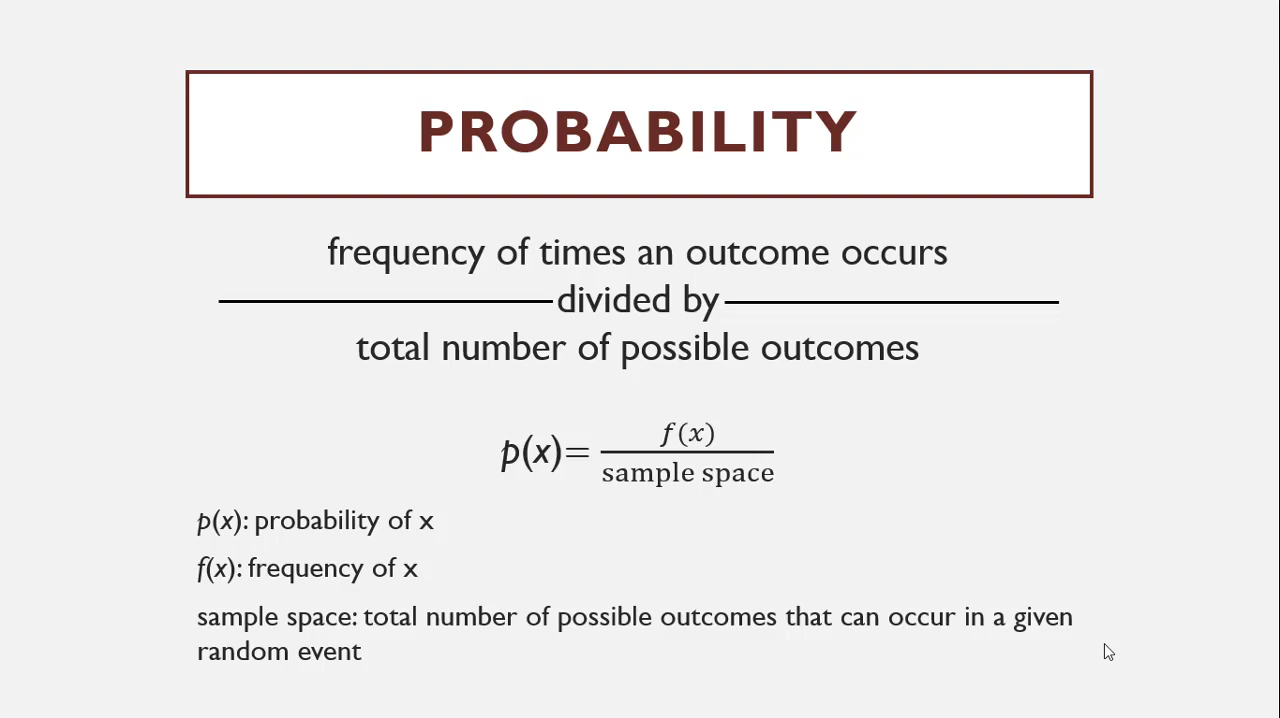 PROBABILITY
frequency of times an outcome occurs
divided by
total number of possible outcomes
p(x)= f(x)
sample space
p(x): probability of x
f(x): frequency of x
sample space: total number of possible outcomes that can occur in a given
random event